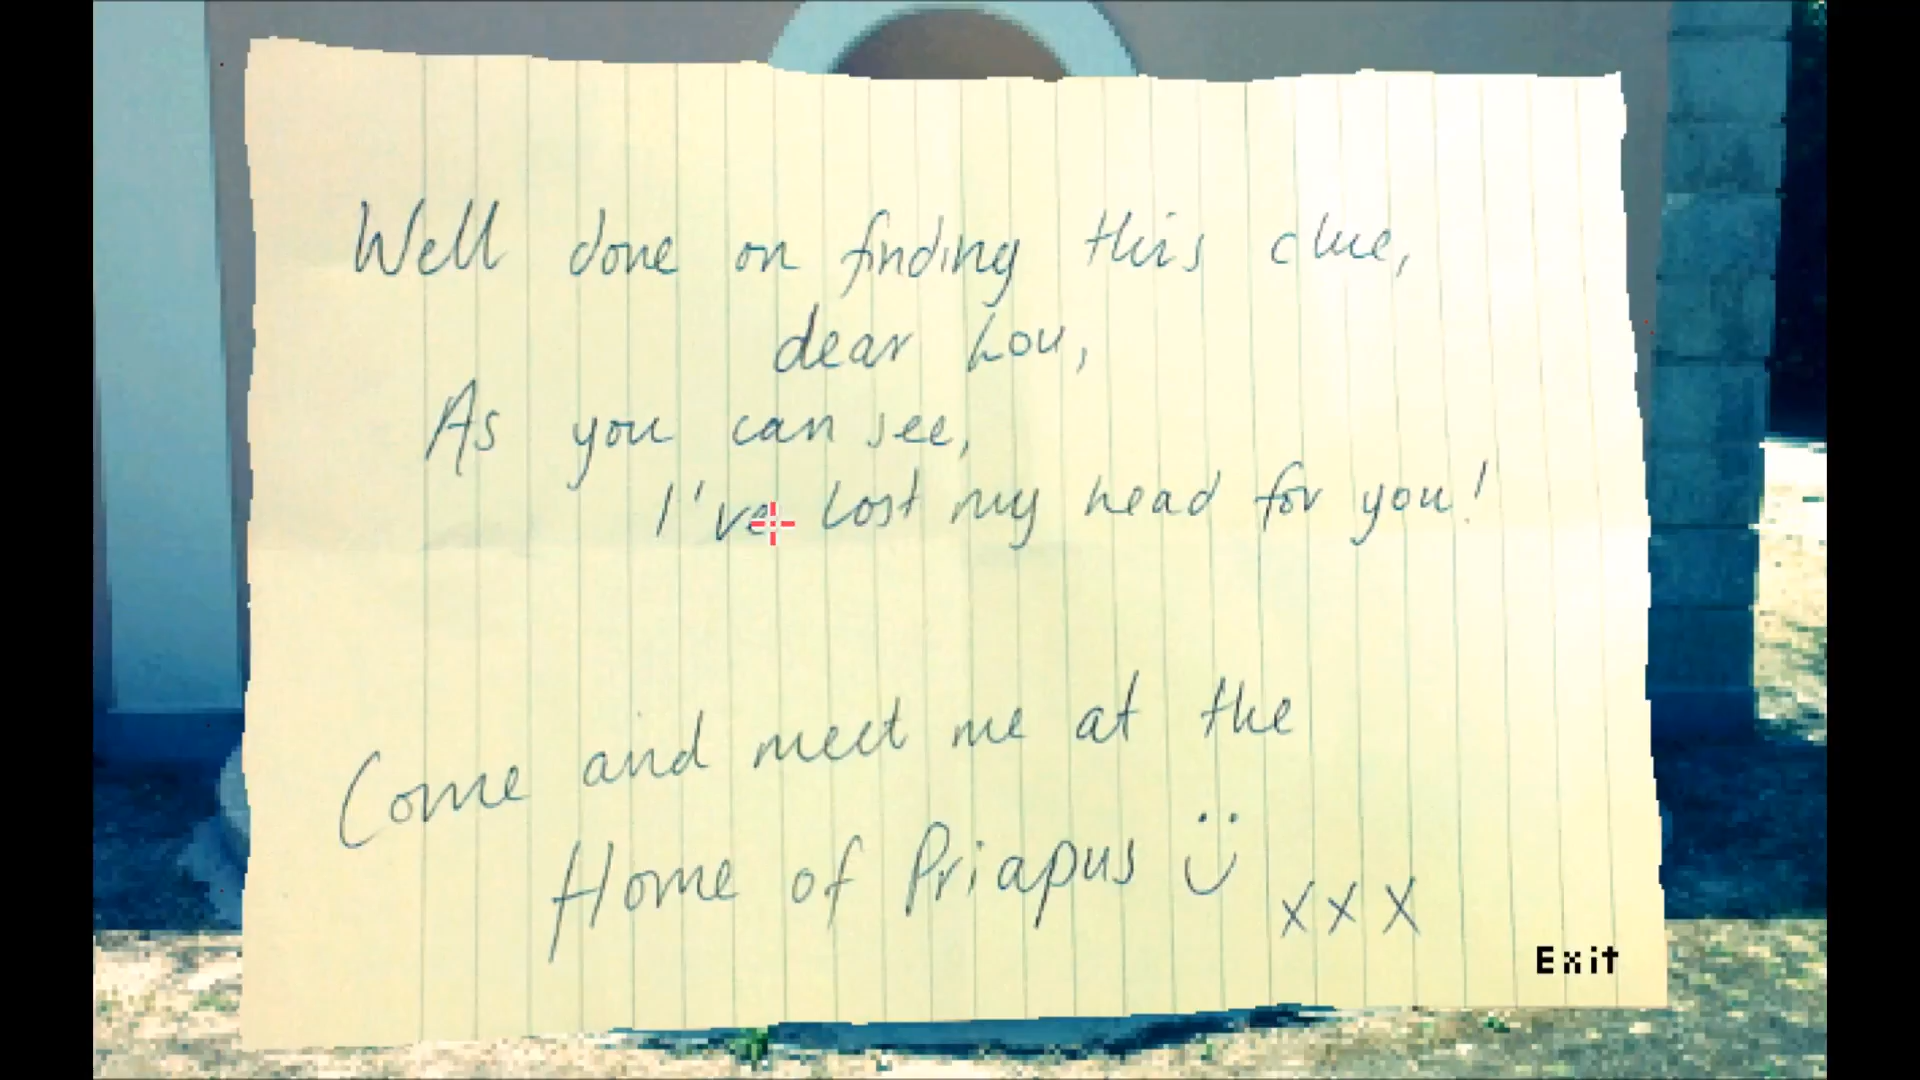 Well done on finding this clue,
dear Lou,
As you can see,
I've lost my head for you!
Come and meet me at the
Home of Priapus :)
x x x
Exit